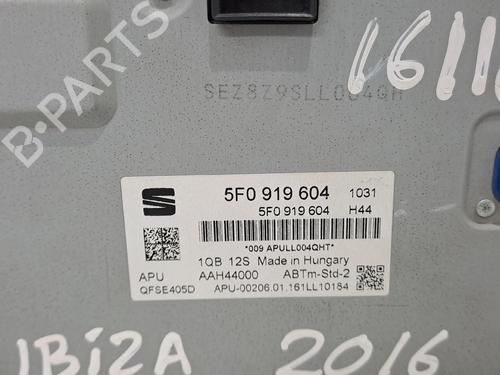 B-PARTS
1611
SEZ8Z9SLL004QH
5F0 919 604 1031
5F0 919 604 H44
*009 APULL004QHT*
1QB 12S Made in Hungary
APU AAH44000 ABTm-Std-2
QFSE405D APU-00206.01.161LL10184
IBIZA 2016